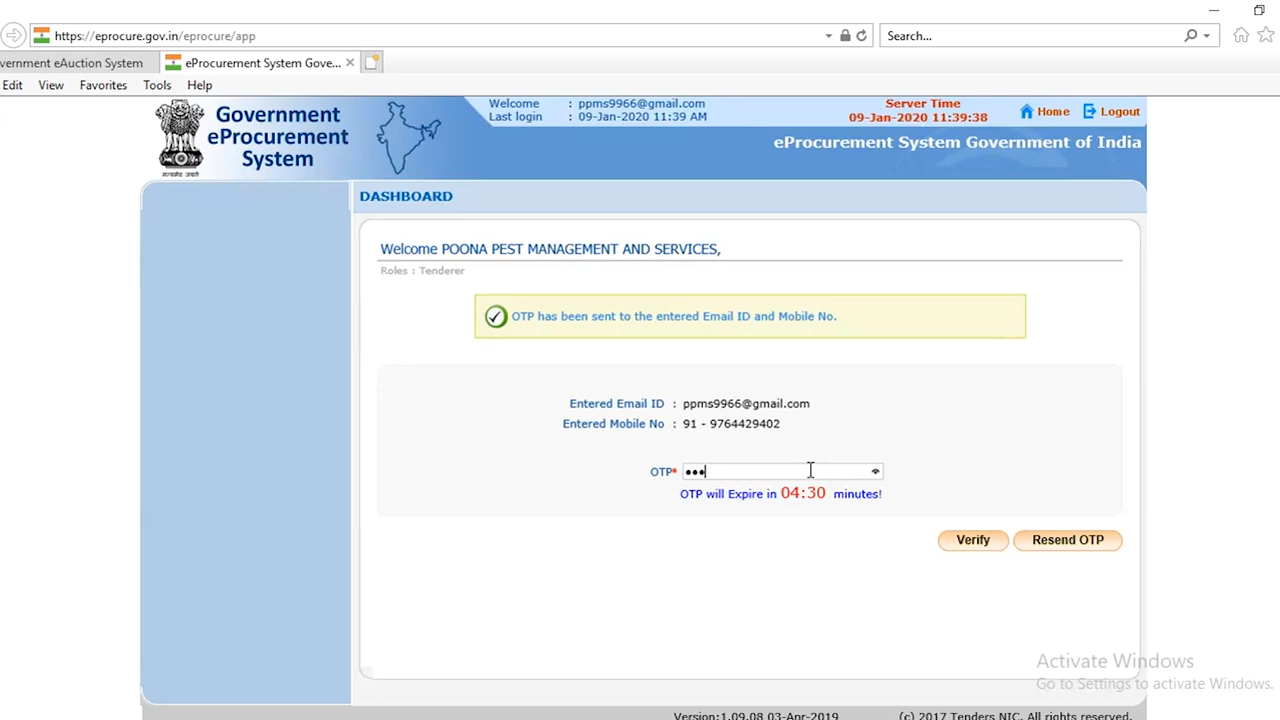 https://eprocure.gov.in/eprocure/app
Search...
vernment eAuction System
eProcurement System Gove...
Edit View Favorites Tools Help
Government
eProcurement
System
Welcome : ppms9966@gmail.com
Last login : 09-Jan-2020 11:39 AM
Server Time
09-Jan-2020 11:39:38
Home
Logout
eProcurement System Government of India
DASHBOARD
Welcome POONA PEST MANAGEMENT AND SERVICES,
Roles : Tenderer
OTP has been sent to the entered Email ID and Mobile No.
Entered Email ID : ppms9966@gmail.com
Entered Mobile No : 91 - 9764429402
OTP* •••
OTP will Expire in 04:30 minutes!
Verify
Resend OTP
Activate Windows
Go to Settings to activate Windows.
Version:1.09.08 03-Apr-2019
(c) 2017 Tenders NIC. All rights reserved.